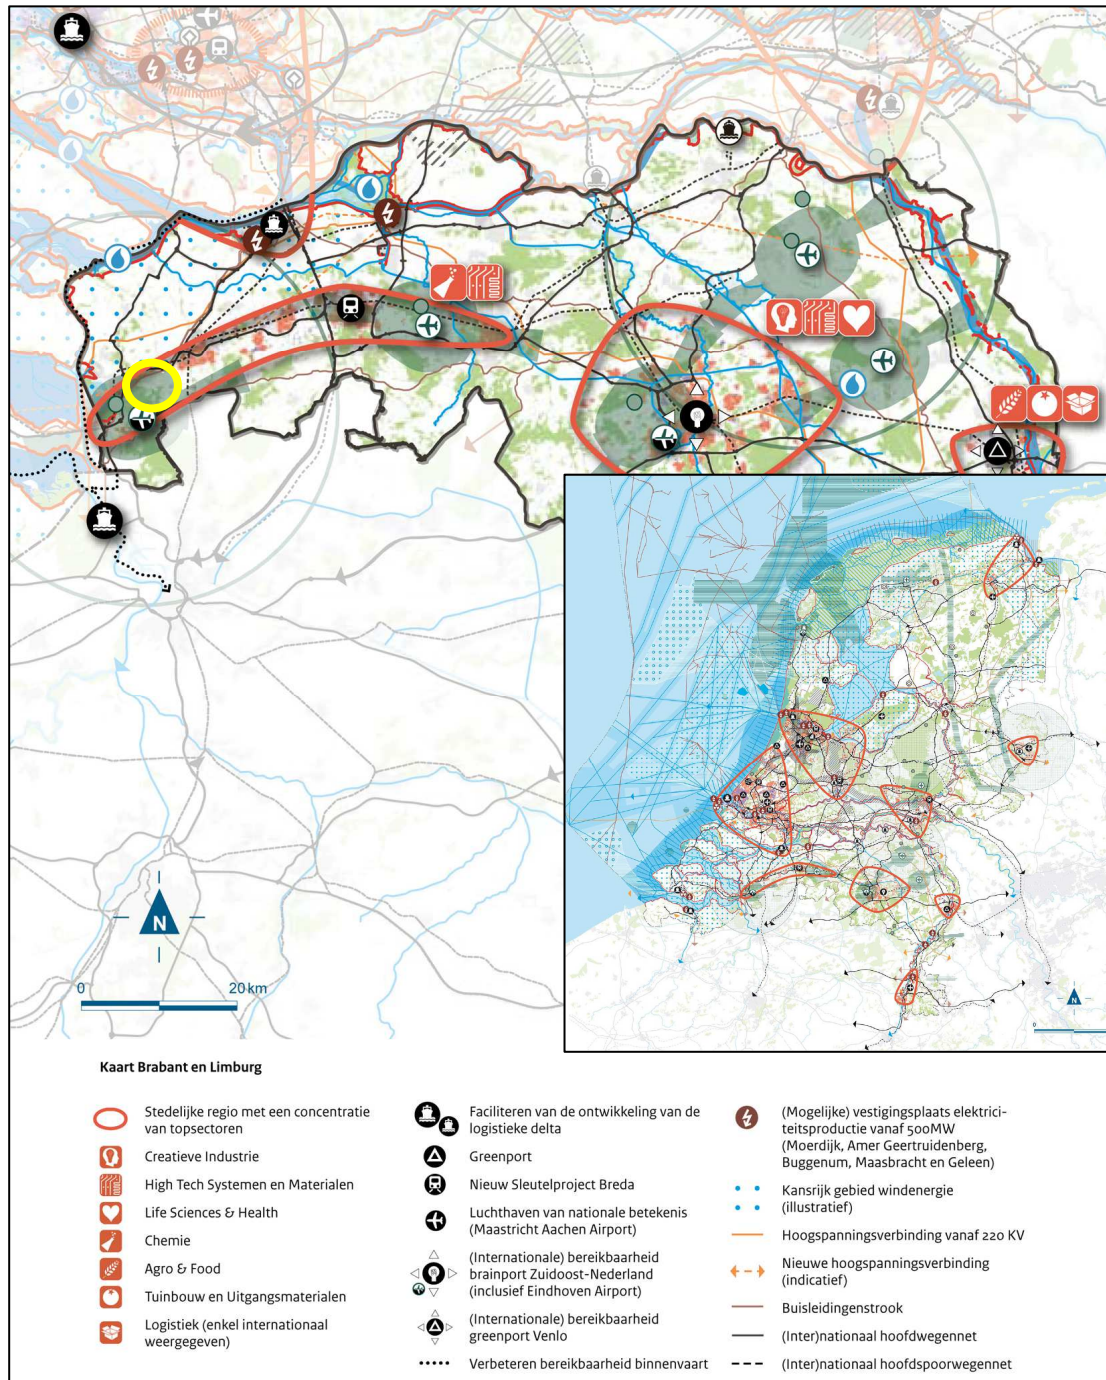 N
0 20 km
N
0
Kaart Brabant en Limburg
Stedelijke regio met een concentratie
van topsectoren
Creatieve Industrie
High Tech Systemen en Materialen
Life Sciences & Health
Chemie
Agro & Food
Tuinbouw en Uitgangsmaterialen
Logistiek (enkel internationaal
weergegeven)
Faciliteren van de ontwikkeling van de
logistieke delta
Greenport
Nieuw Sleutelproject Breda
Luchthaven van nationale betekenis
(Maastricht Aachen Airport)
(Internationale) bereikbaarheid
brainport Zuidoost-Nederland
(inclusief Eindhoven Airport)
(Internationale) bereikbaarheid
greenport Venlo
Verbeteren bereikbaarheid binnenvaart
(Mogelijke) vestigingsplaats elektrici-
teitsproductie vanaf 500MW
(Moerdijk, Amer Geertruidenberg,
Buggenum, Maasbracht en Geleen)
Kansrijk gebied windenergie
(illustratief)
Hoogspanningsverbinding vanaf 220 KV
Nieuwe hoogspanningsverbinding
(indicatief)
Buisleidingenstrook
(Inter)nationaal hoofdwegennet
(Inter)nationaal hoofdspoorwegennet